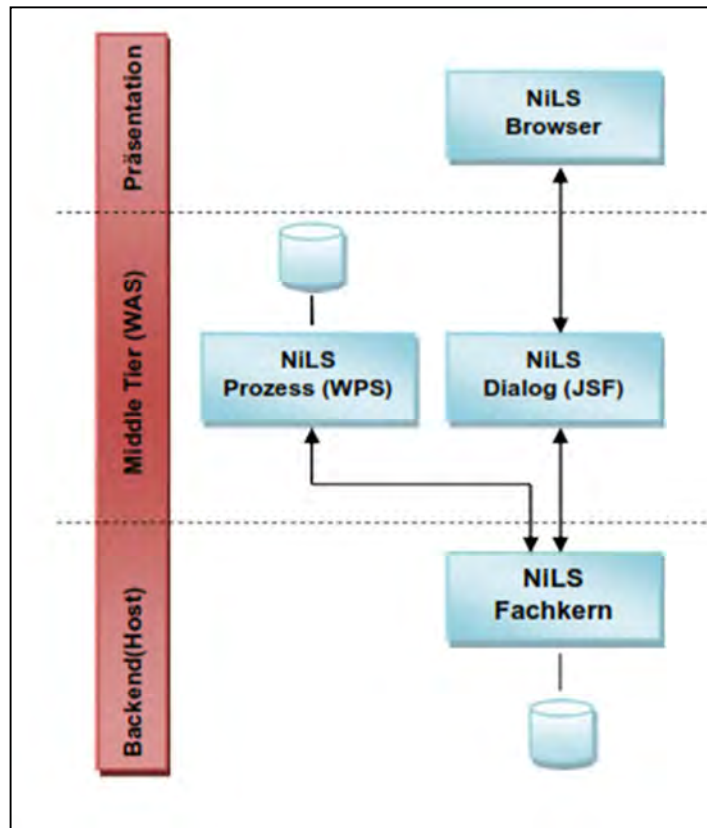 Präsentation
NiLS
Browser
Middle Tier (WAS)
NiLS
Prozess (WPS)
NiLS
Dialog (JSF)
Backend(Host)
NiLS
Fachkern